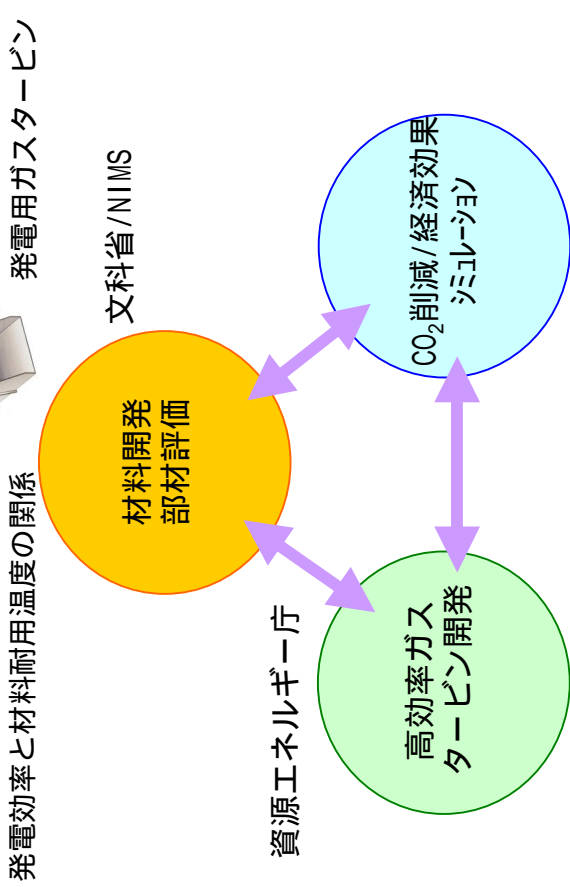 発電効率と材料耐用温度の関係
発電用ガスタービン
文科省/NIMS
材料開発
部材評価
資源エネルギー庁
高効率ガス
タービン開発
CO₂削減/経済効果
ｼﾐｭﾚｰｼｮﾝ